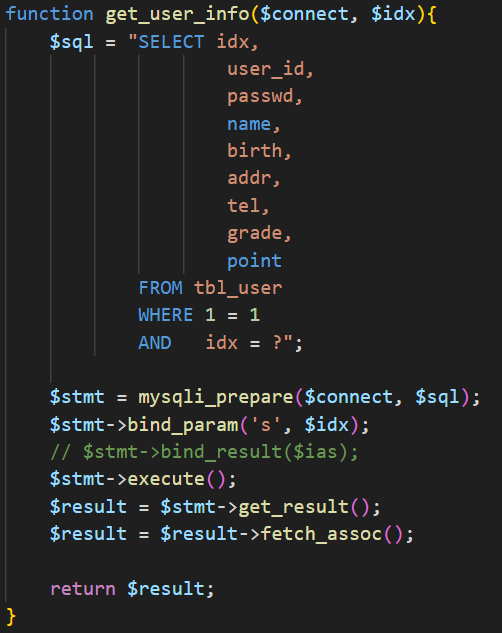 function get_user_info($connect, $idx){
    $sql = "SELECT idx,
                    user_id,
                    passwd,
                    name,
                    birth,
                    addr,
                    tel,
                    grade,
                    point
            FROM tbl_user
            WHERE 1 = 1
            AND   idx = ?";
    $stmt = mysqli_prepare($connect, $sql);
    $stmt->bind_param('s', $idx);
    // $stmt->bind_result($ias);
    $stmt->execute();
    $result = $stmt->get_result();
    $result = $result->fetch_assoc();
    return $result;
}